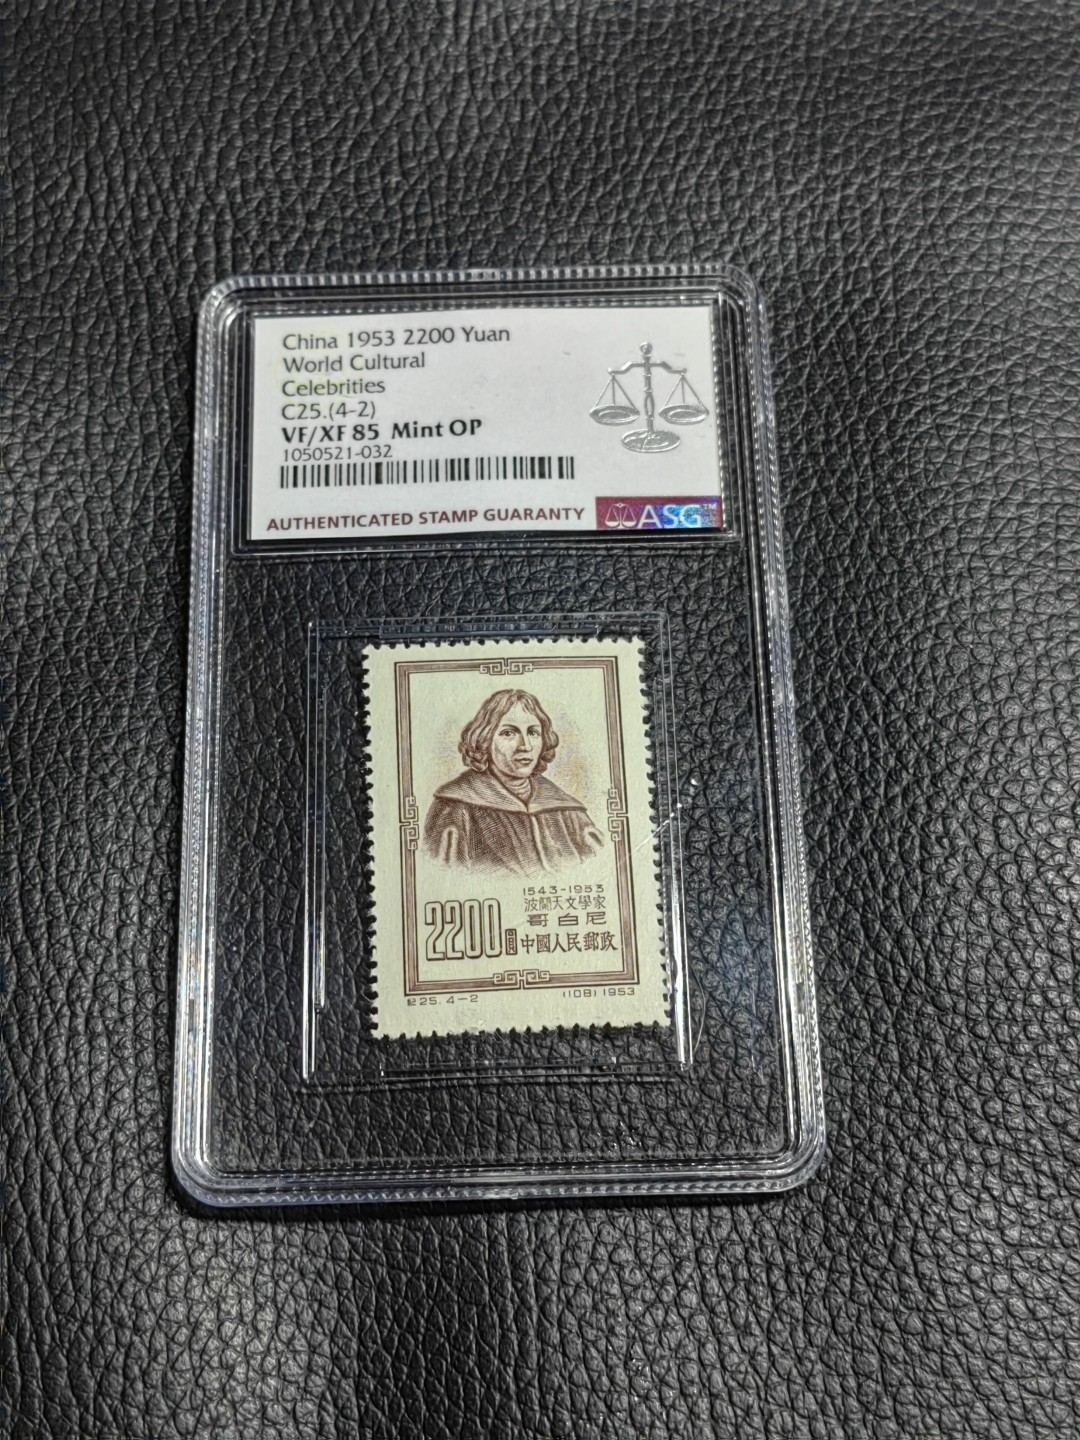 China 1953 2200 Yuan
World Cultural
Celebrities
C25.(4-2)
VF/XF 85 Mint OP
1050521-032
AUTHENTICATED STAMP GUARANTY
ASG™
1543-1953
波蘭天文學家
哥白尼
2200圓 中國人民郵政
紀25.4-2 (108) 1953